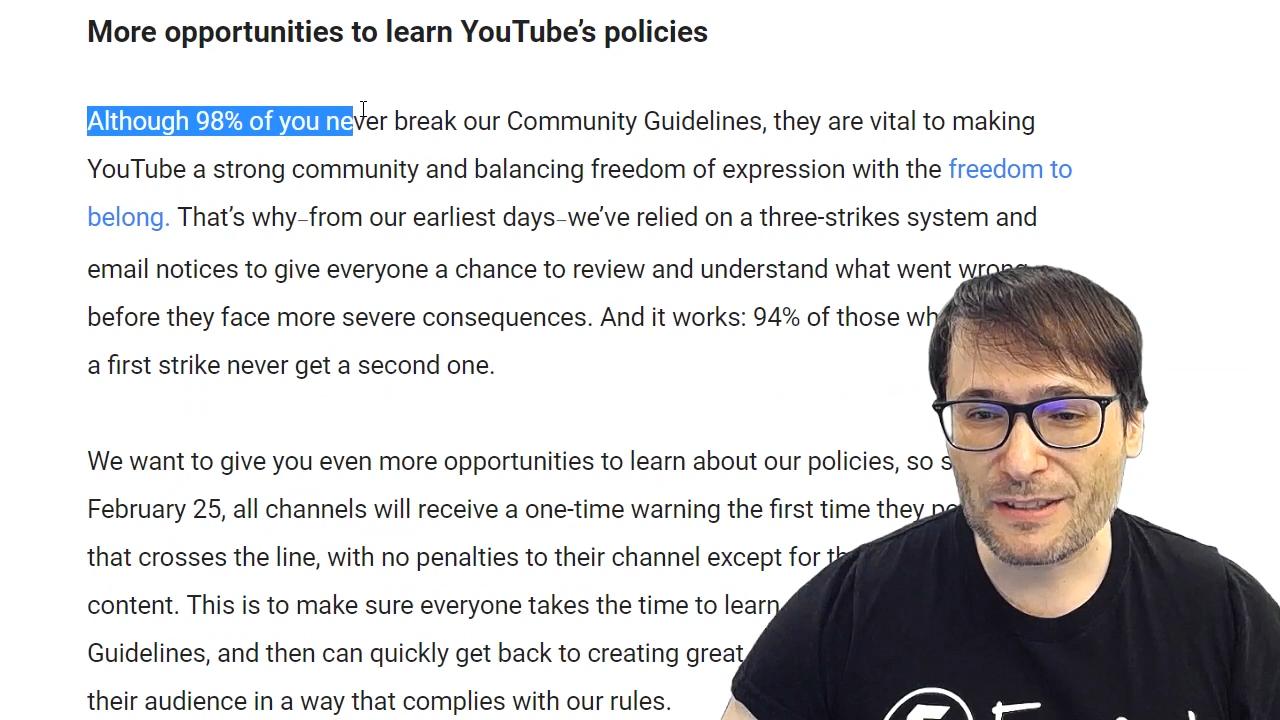 More opportunities to learn YouTube’s policies
Although 98% of you never break our Community Guidelines, they are vital to making
YouTube a strong community and balancing freedom of expression with the freedom to
belong. That’s why–from our earliest days–we’ve relied on a three-strikes system and
email notices to give everyone a chance to review and understand what went wrong
before they face more severe consequences. And it works: 94% of those
a first strike never get a second one.
We want to give you even more opportunities to learn about our policies, so
February 25, all channels will receive a one-time warning the first time they
that crosses the line, with no penalties to their channel except for
content. This is to make sure everyone takes the time to learn
Guidelines, and then can quickly get back to creating great
their audience in a way that complies with our rules.